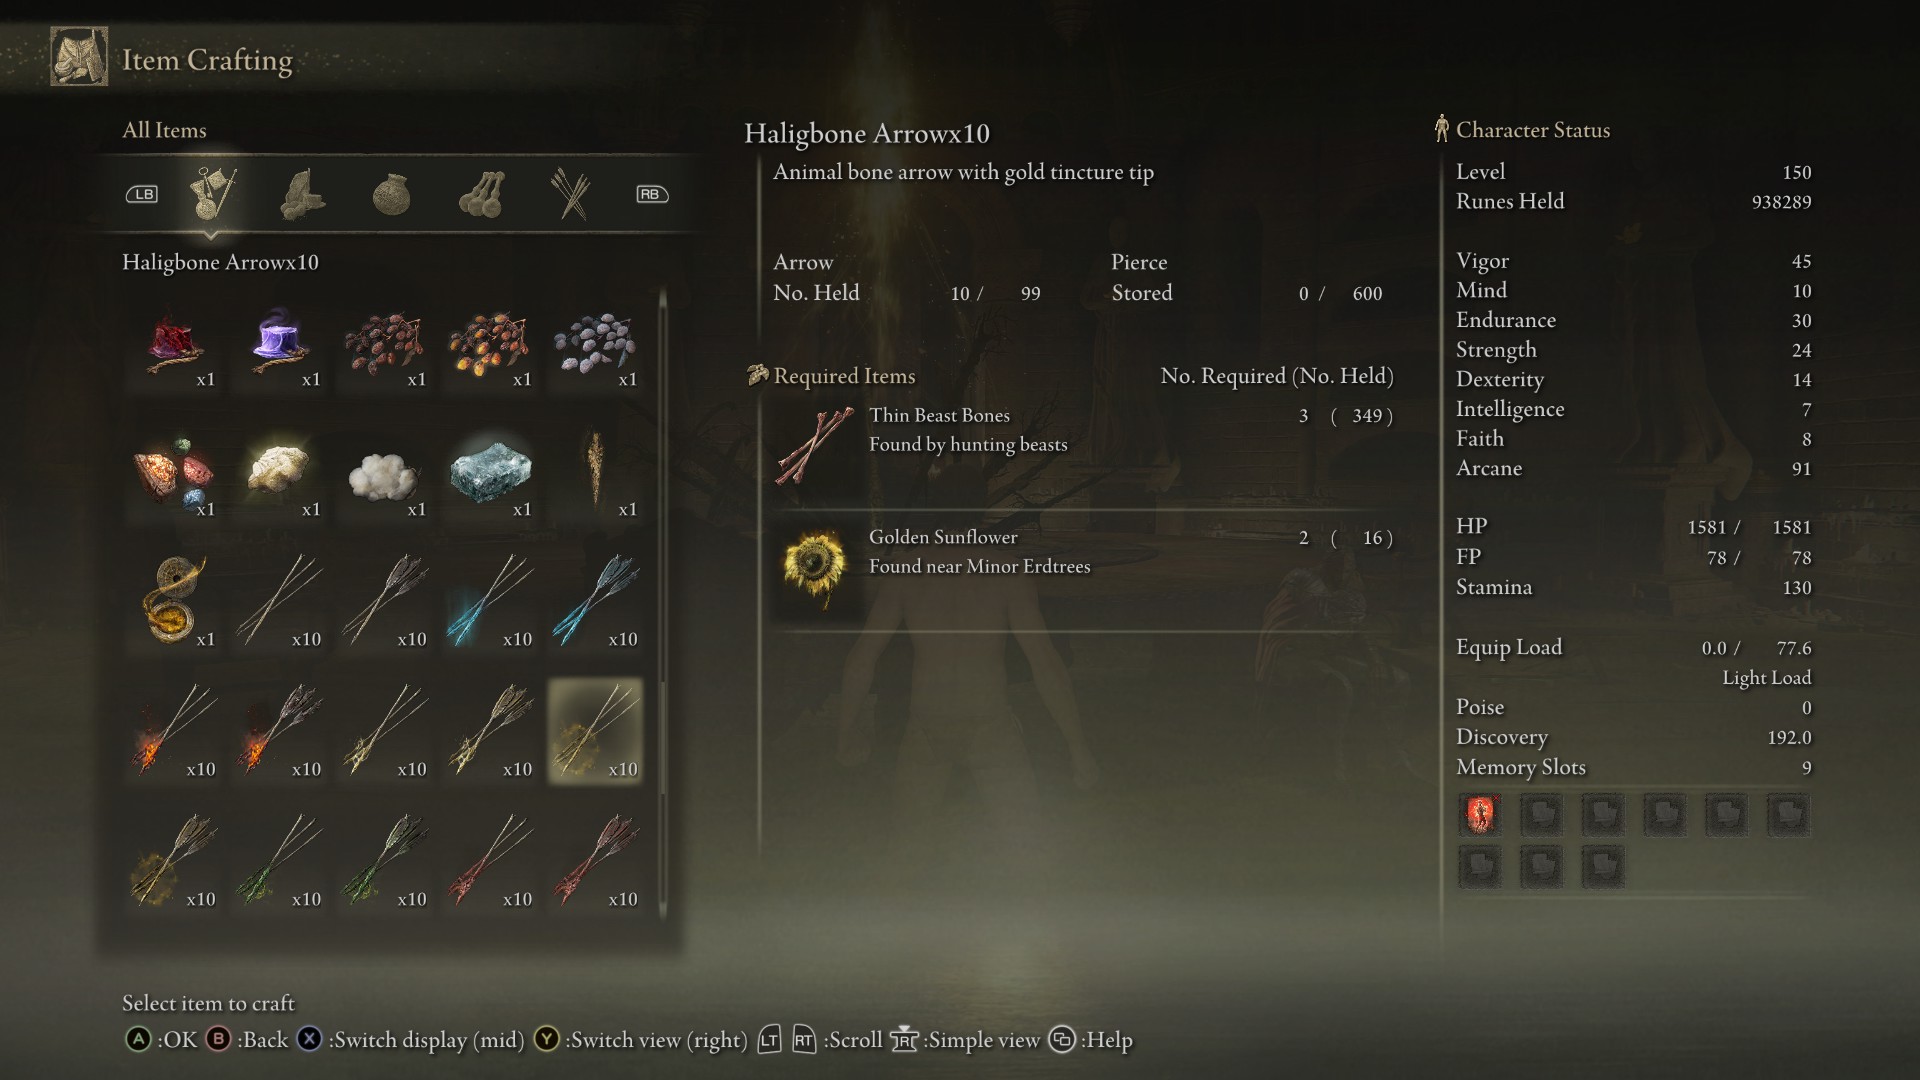 Item Crafting
All Items
LB
RB
Haligbone Arrowx10
x1 x1 x1 x1 x1
x1 x1 x1 x1 x1
x1 x10 x10 x10 x10
x10 x10 x10 x10 x10
x10 x10 x10 x10 x10
Haligbone Arrowx10
Animal bone arrow with gold tincture tip
Arrow Pierce
No. Held 10 / 99 Stored 0 / 600
Required Items No. Required (No. Held)
Thin Beast Bones 3 ( 349 )
Found by hunting beasts
Golden Sunflower 2 ( 16 )
Found near Minor Erdtrees
Character Status
Level 150
Runes Held 938289
Vigor 45
Mind 10
Endurance 30
Strength 24
Dexterity 14
Intelligence 7
Faith 8
Arcane 91
HP 1581 / 1581
FP 78 / 78
Stamina 130
Equip Load 0.0 / 77.6
Light Load
Poise 0
Discovery 192.0
Memory Slots 9
Select item to craft
A :OK B :Back X :Switch display (mid) Y :Switch view (right) LT RT :Scroll R :Simple view :Help